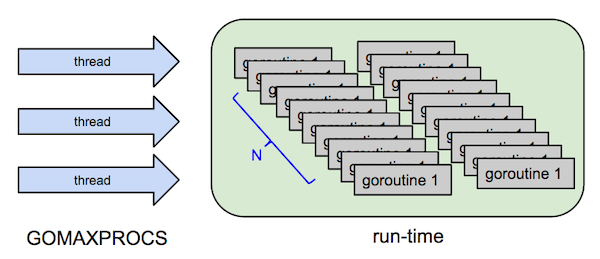 thread
thread
thread
N
goroutine 1
goroutine 1
GOMAXPROCS
run-time